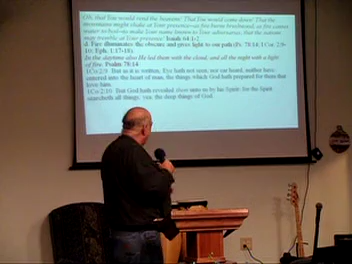 Oh, that You would rend the heavens! That You would come down! That the
mountains might shake at Your presence—as fire burns brushwood, as fire causes
water to boil—to make Your name known to Your adversaries, that the nations
may tremble at Your presence! Isaiah 64:1-2
d. Fire illuminates the obscure, and gives light to our path (Ps. 78:14; 1 Cor. 2:9-
10; Eph. 1:17-18).
In the daytime also He led them with the cloud, and all the night with a light
of fire. Psalm 78:14
1Co 2:9 But as it is written, Eye hath not seen, nor ear heard, neither have
entered into the heart of man, the things which God hath prepared for them that
love him.
1Co 2:10 But God hath revealed them unto us by his Spirit: for the Spirit
searcheth all things, yea, the deep things of God.